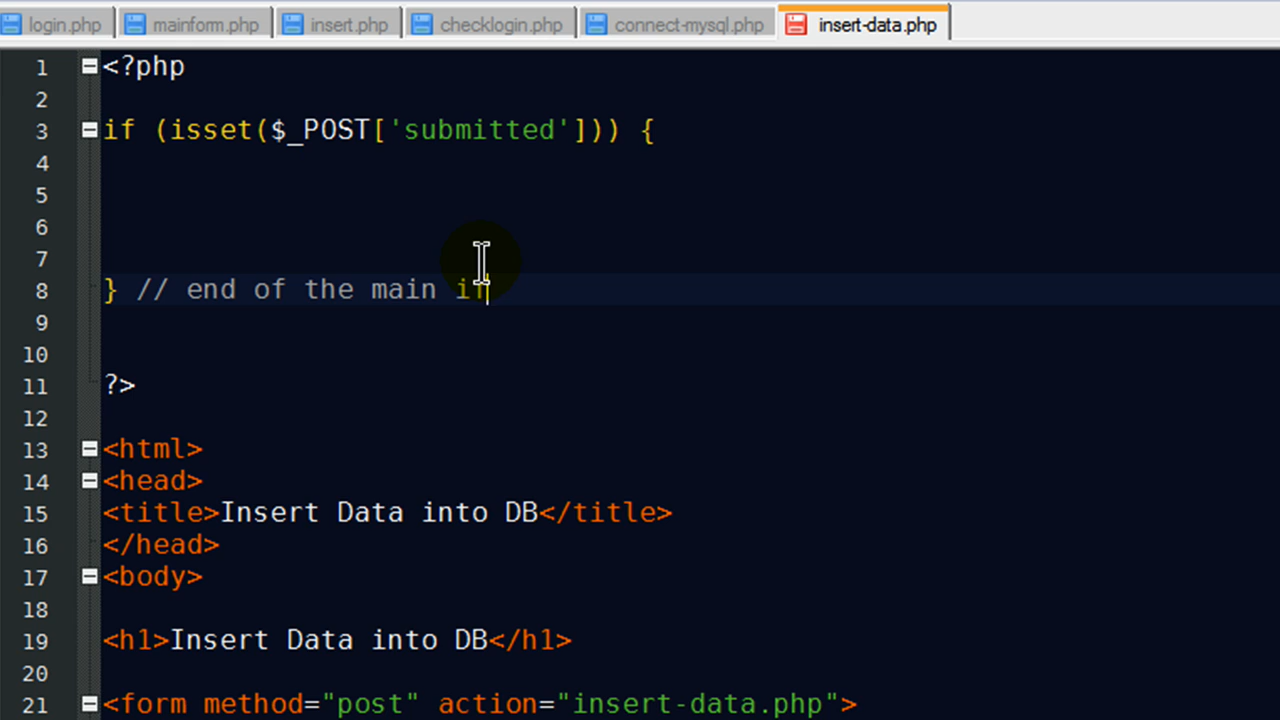 login.php mainform.php insert.php checklogin.php connect-mysql.php insert-data.php
1 <?php
2
3 if (isset($_POST['submitted'])) {
4
5
6
7
8 } // end of the main if
9
10
11 ?>
12
13 <html>
14 <head>
15 <title>Insert Data into DB</title>
16 </head>
17 <body>
18
19 <h1>Insert Data into DB</h1>
20
21 <form method="post" action="insert-data.php">